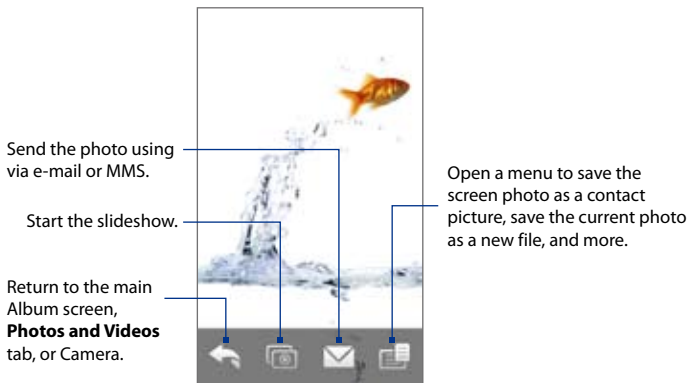 Send the photo using
via e-mail or MMS.
Start the slideshow.
Return to the main
Album screen,
Photos and Videos
tab, or Camera.
Open a menu to save the
screen photo as a contact
picture, save the current photo
as a new file, and more.